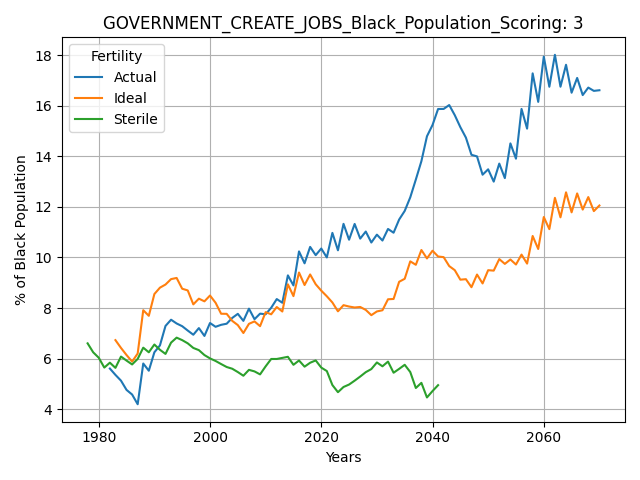 GOVERNMENT_CREATE_JOBS_Black_Population_Scoring: 3
Fertility
Actual
Ideal
Sterile
% of Black Population
18
16
14
12
10
8
6
4
1980 2000 2020 2040 2060
Years